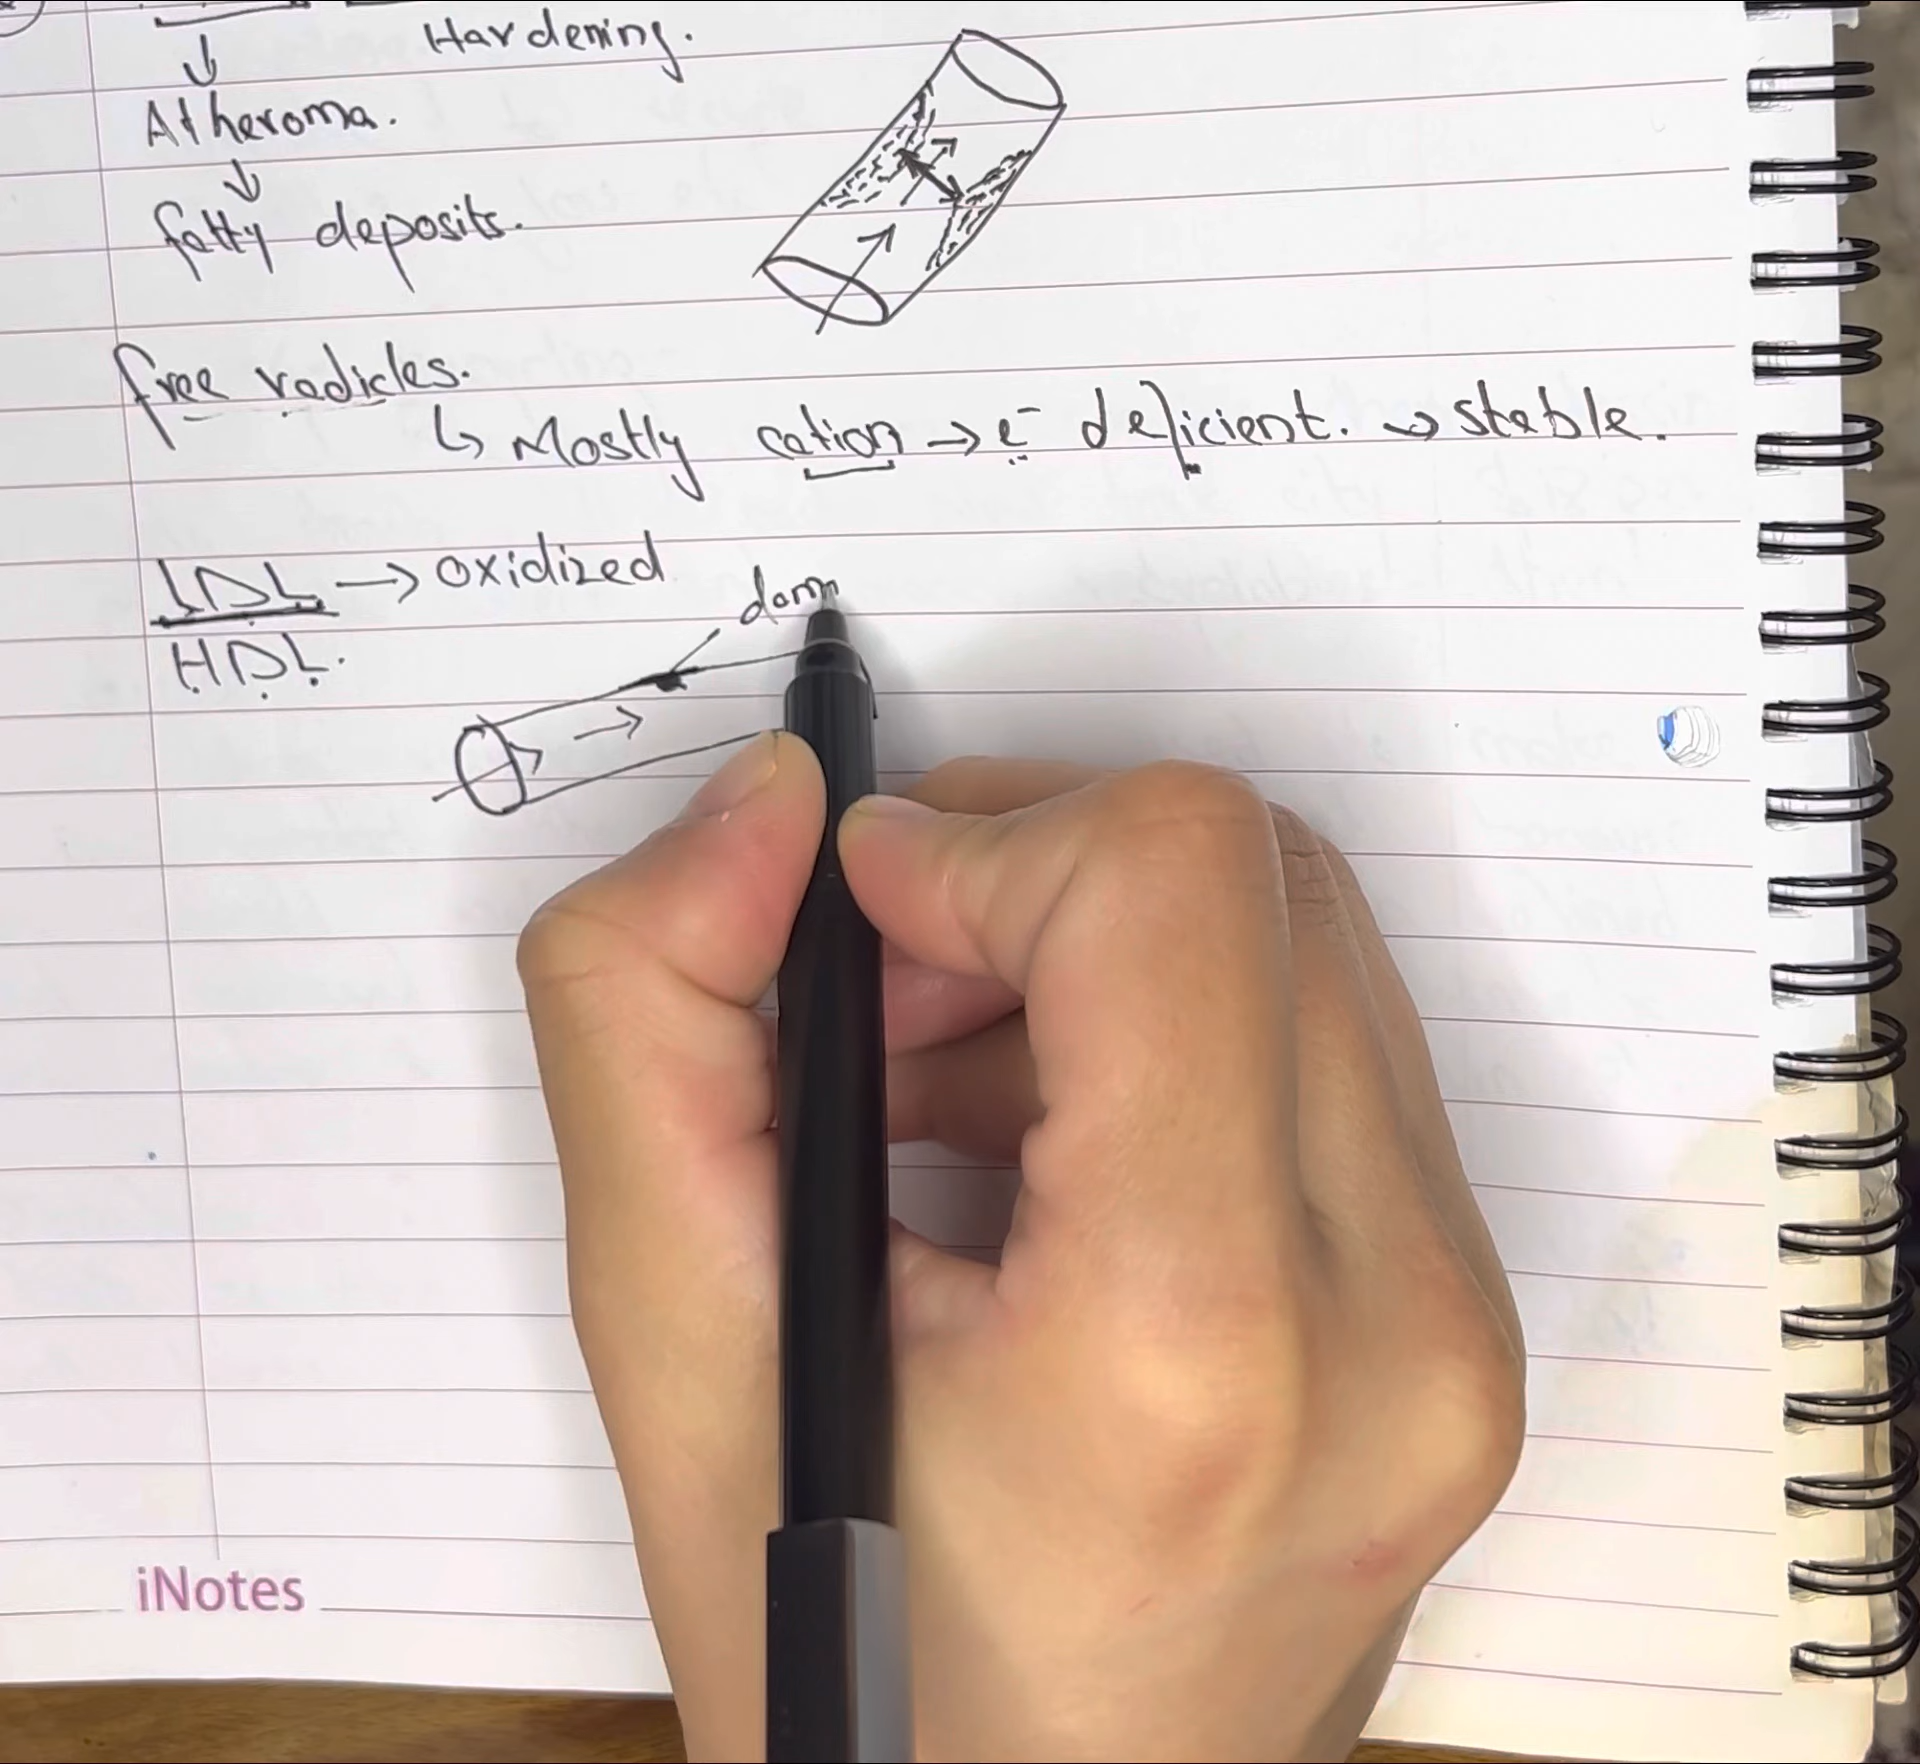 Hardening.
Atheroma.
fatty deposits.
free radicles.
Mostly cation → e⁻ deficient. → stable.
LDL → oxidized
dam
HDL.
iNotes